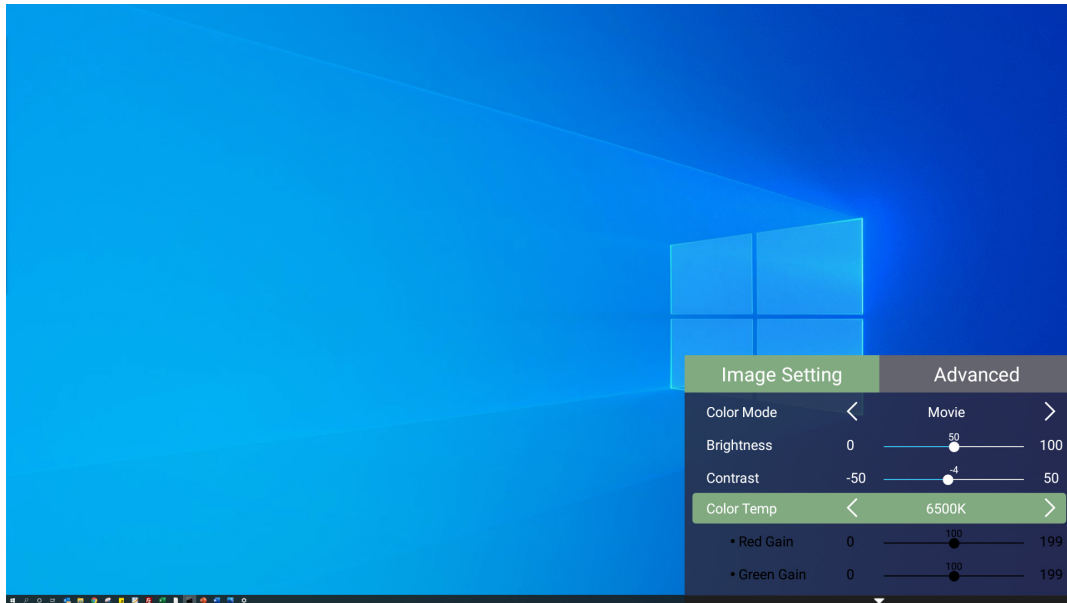 Image Setting Advanced
Color Mode Movie
Brightness 0 50 100
Contrast -50 -4 50
Color Temp 6500K
• Red Gain 0 100 199
• Green Gain 0 100 199